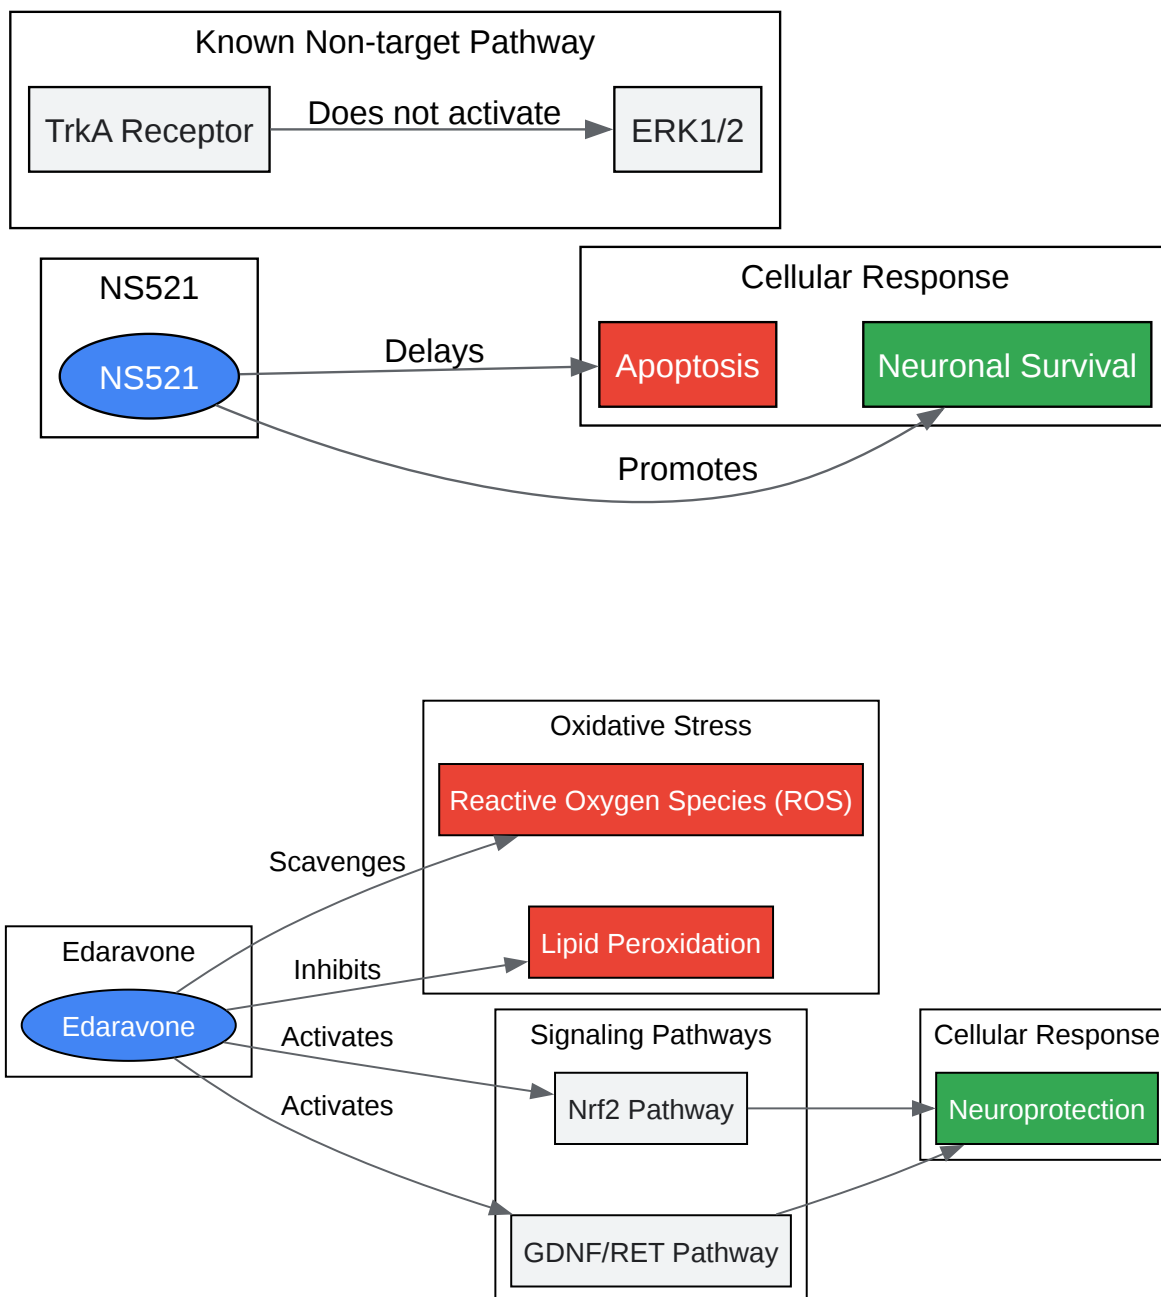 Known Non-target Pathway
TrkA Receptor
Does not activate
ERK1/2
NS521
NS521
Delays
Promotes
Cellular Response
Apoptosis
Neuronal Survival
Oxidative Stress
Reactive Oxygen Species (ROS)
Scavenges
Lipid Peroxidation
Edaravone
Edaravone
Inhibits
Activates
Activates
Signaling Pathways
Nrf2 Pathway
GDNF/RET Pathway
Cellular Response
Neuroprotection